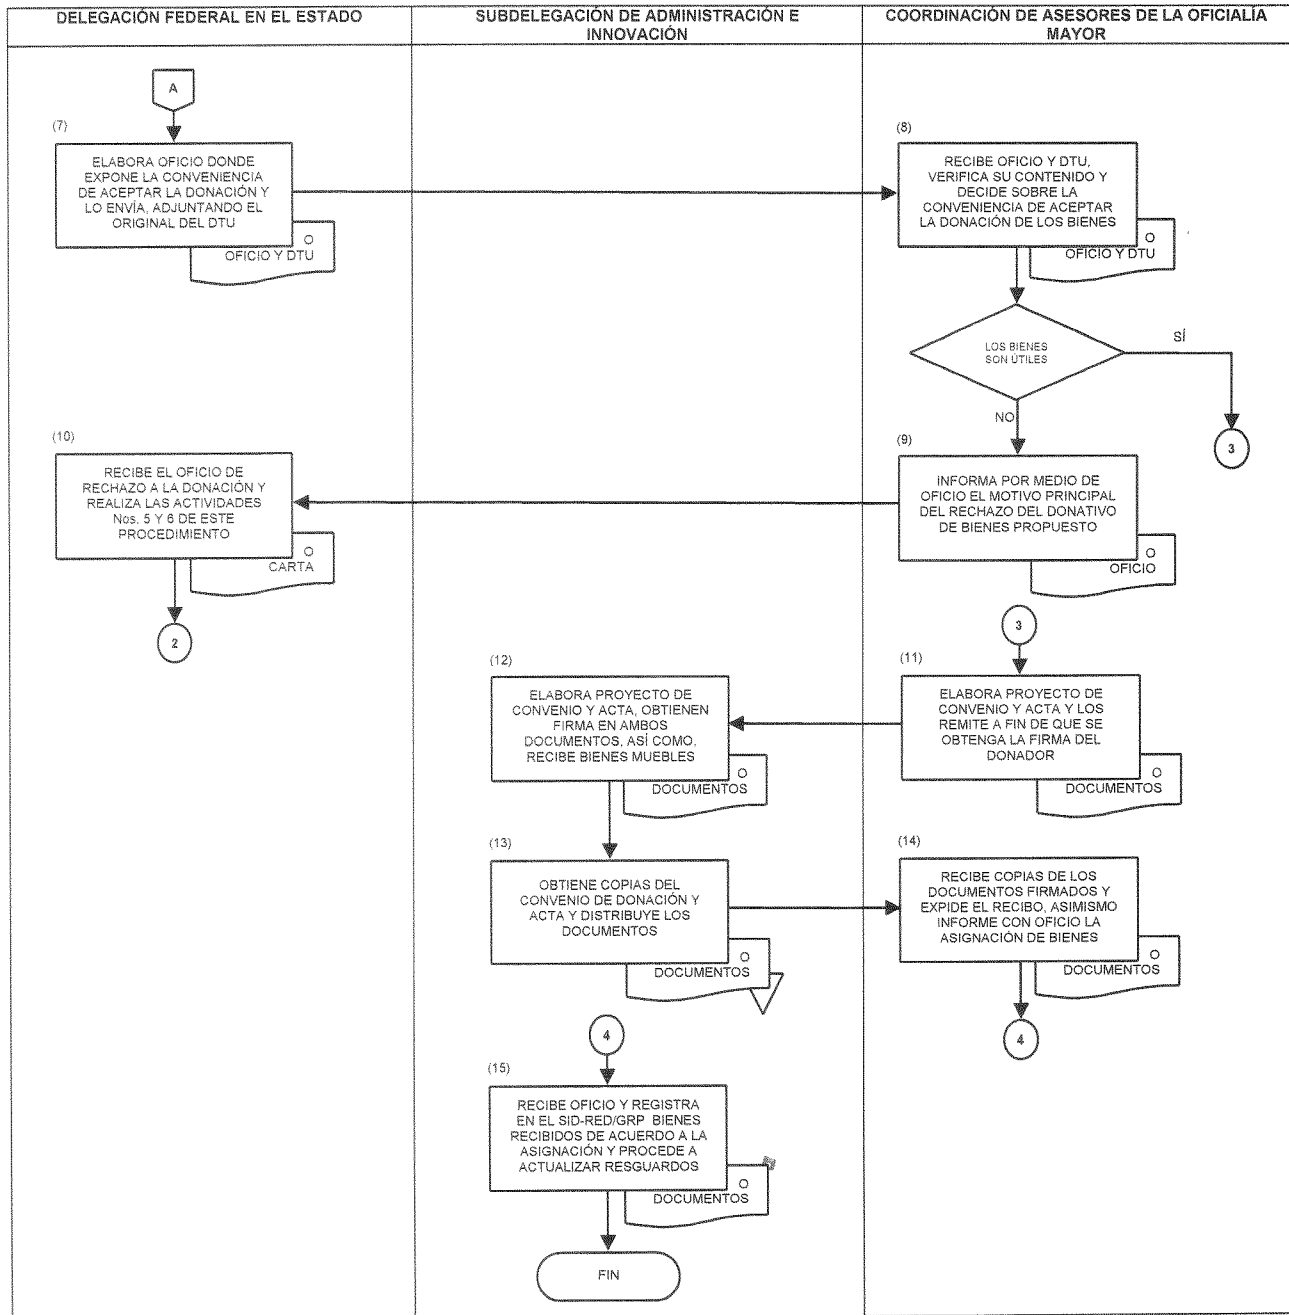 DELEGACIÓN FEDERAL EN EL ESTADO
SUBDELEGACIÓN DE ADMINISTRACIÓN E
INNOVACIÓN
COORDINACIÓN DE ASESORES DE LA OFICIALÍA
MAYOR
A
(7)
ELABORA OFICIO DONDE
EXPONE LA CONVENIENCIA
DE ACEPTAR LA DONACIÓN Y
LO ENVÍA, ADJUNTANDO EL
ORIGINAL DEL DTU
O
OFICIO Y DTU
(8)
RECIBE OFICIO Y DTU,
VERIFICA SU CONTENIDO Y
DECIDE SOBRE LA
CONVENIENCIA DE ACEPTAR
LA DONACIÓN DE LOS BIENES
O
OFICIO Y DTU
LOS BIENES
SON ÚTILES
SÍ
NO
3
(9)
INFORMA POR MEDIO DE
OFICIO EL MOTIVO PRINCIPAL
DEL RECHAZO DEL DONATIVO
DE BIENES PROPUESTO
O
OFICIO
(10)
RECIBE EL OFICIO DE
RECHAZO A LA DONACIÓN Y
REALIZA LAS ACTIVIDADES
Nos. 5 Y 6 DE ESTE
PROCEDIMIENTO
O
CARTA
2
3
(11)
ELABORA PROYECTO DE
CONVENIO Y ACTA Y LOS
REMITE A FIN DE QUE SE
OBTENGA LA FIRMA DEL
DONADOR
O
DOCUMENTOS
(12)
ELABORA PROYECTO DE
CONVENIO Y ACTA, OBTIENEN
FIRMA EN AMBOS
DOCUMENTOS, ASÍ COMO,
RECIBE BIENES MUEBLES
O
DOCUMENTOS
(13)
OBTIENE COPIAS DEL
CONVENIO DE DONACIÓN Y
ACTA Y DISTRIBUYE LOS
DOCUMENTOS
O
DOCUMENTOS
(14)
RECIBE COPIAS DE LOS
DOCUMENTOS FIRMADOS Y
EXPIDE EL RECIBO, ASIMISMO
INFORME CON OFICIO LA
ASIGNACIÓN DE BIENES
O
DOCUMENTOS
4
4
(15)
RECIBE OFICIO Y REGISTRA
EN EL SID-RED/GRP BIENES
RECIBIDOS DE ACUERDO A LA
ASIGNACIÓN Y PROCEDE A
ACTUALIZAR RESGUARDOS
O
DOCUMENTOS
FIN